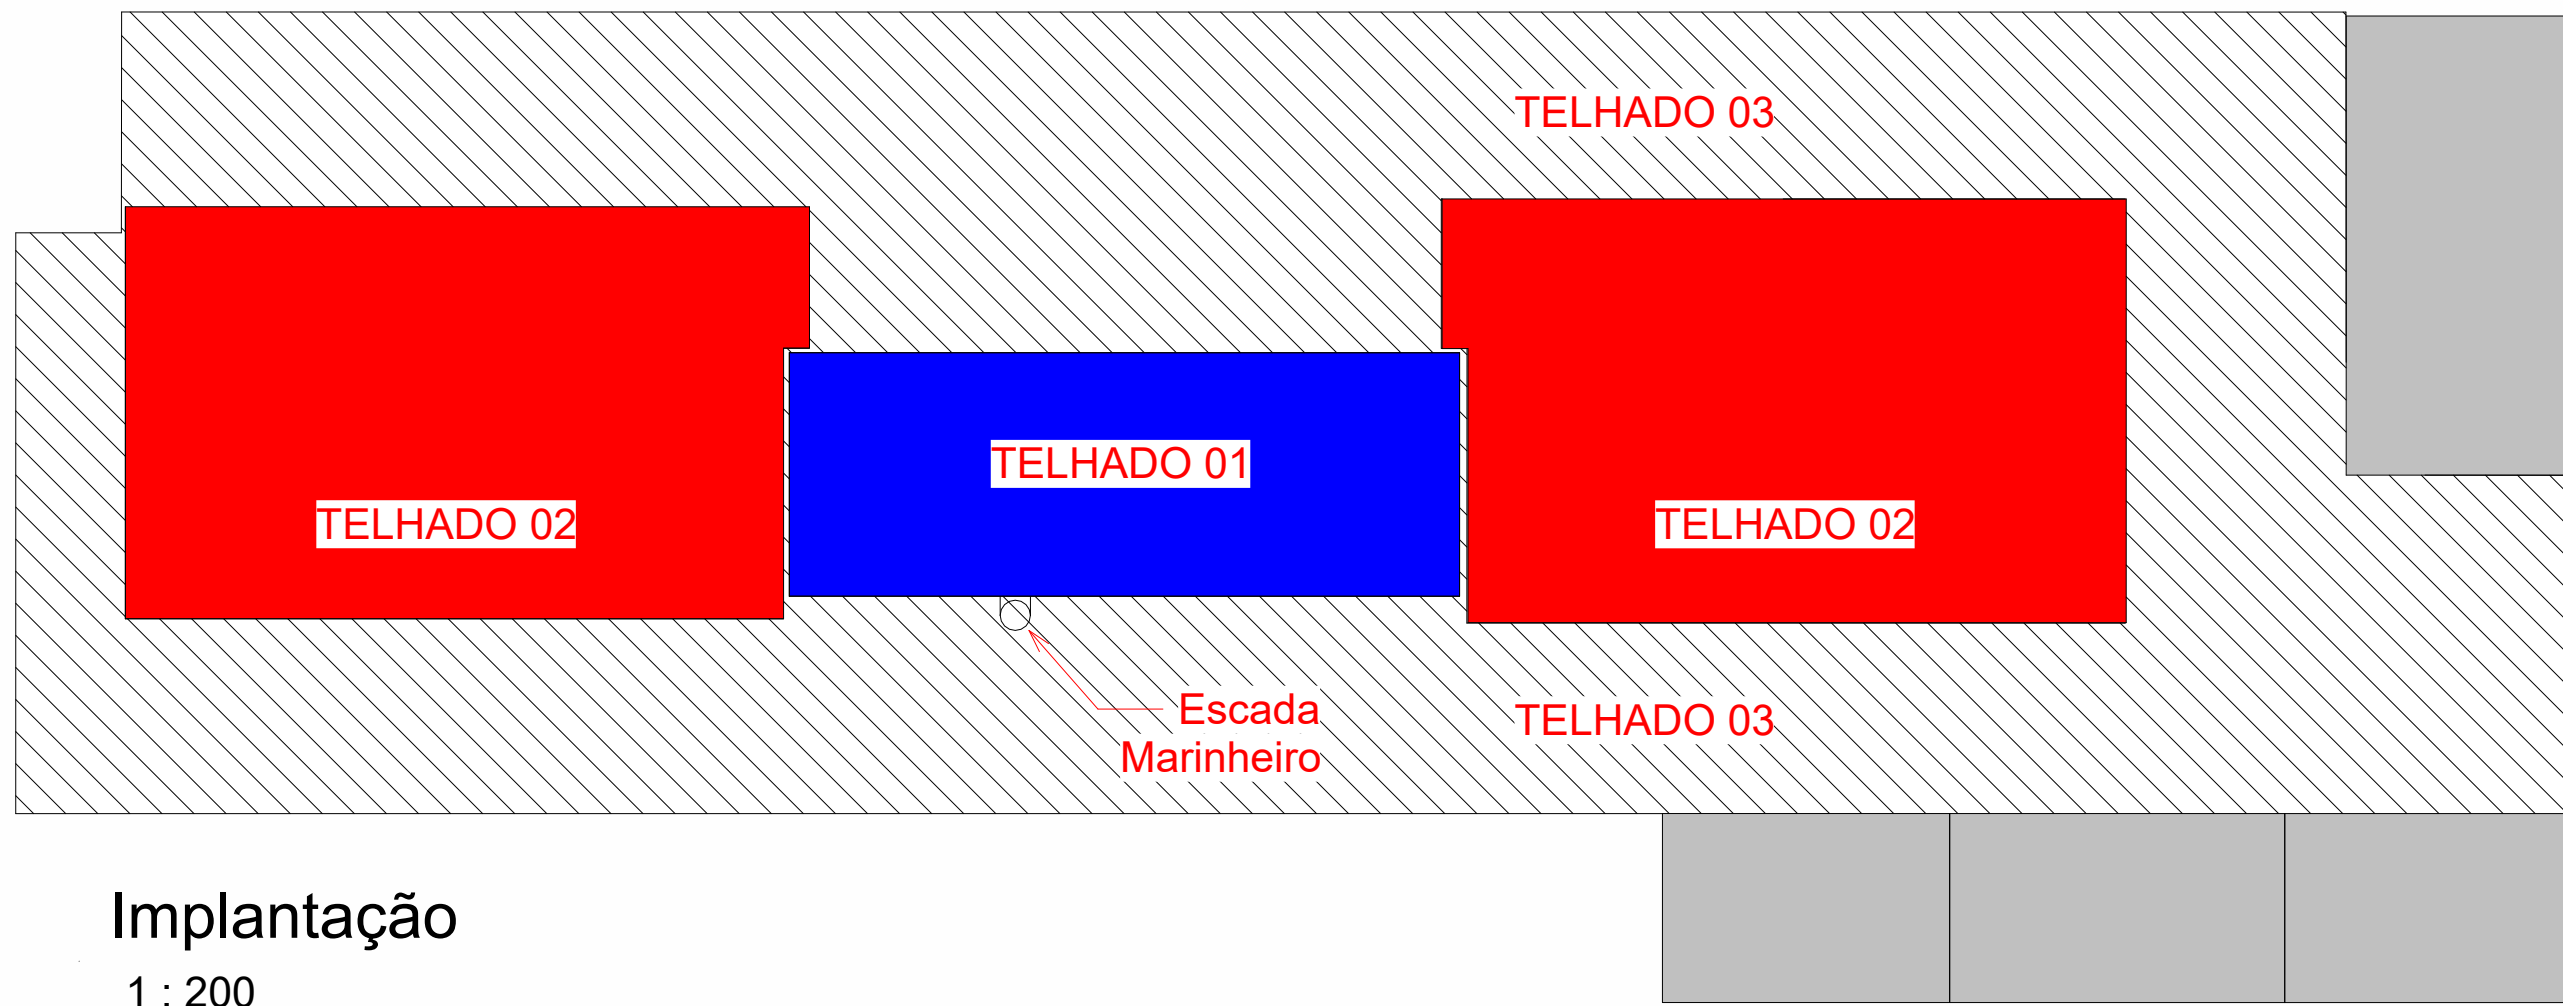 TELHADO 03
TELHADO 01
TELHADO 02
TELHADO 02
Escada
Marinheiro
TELHADO 03
Implantação
1 : 200